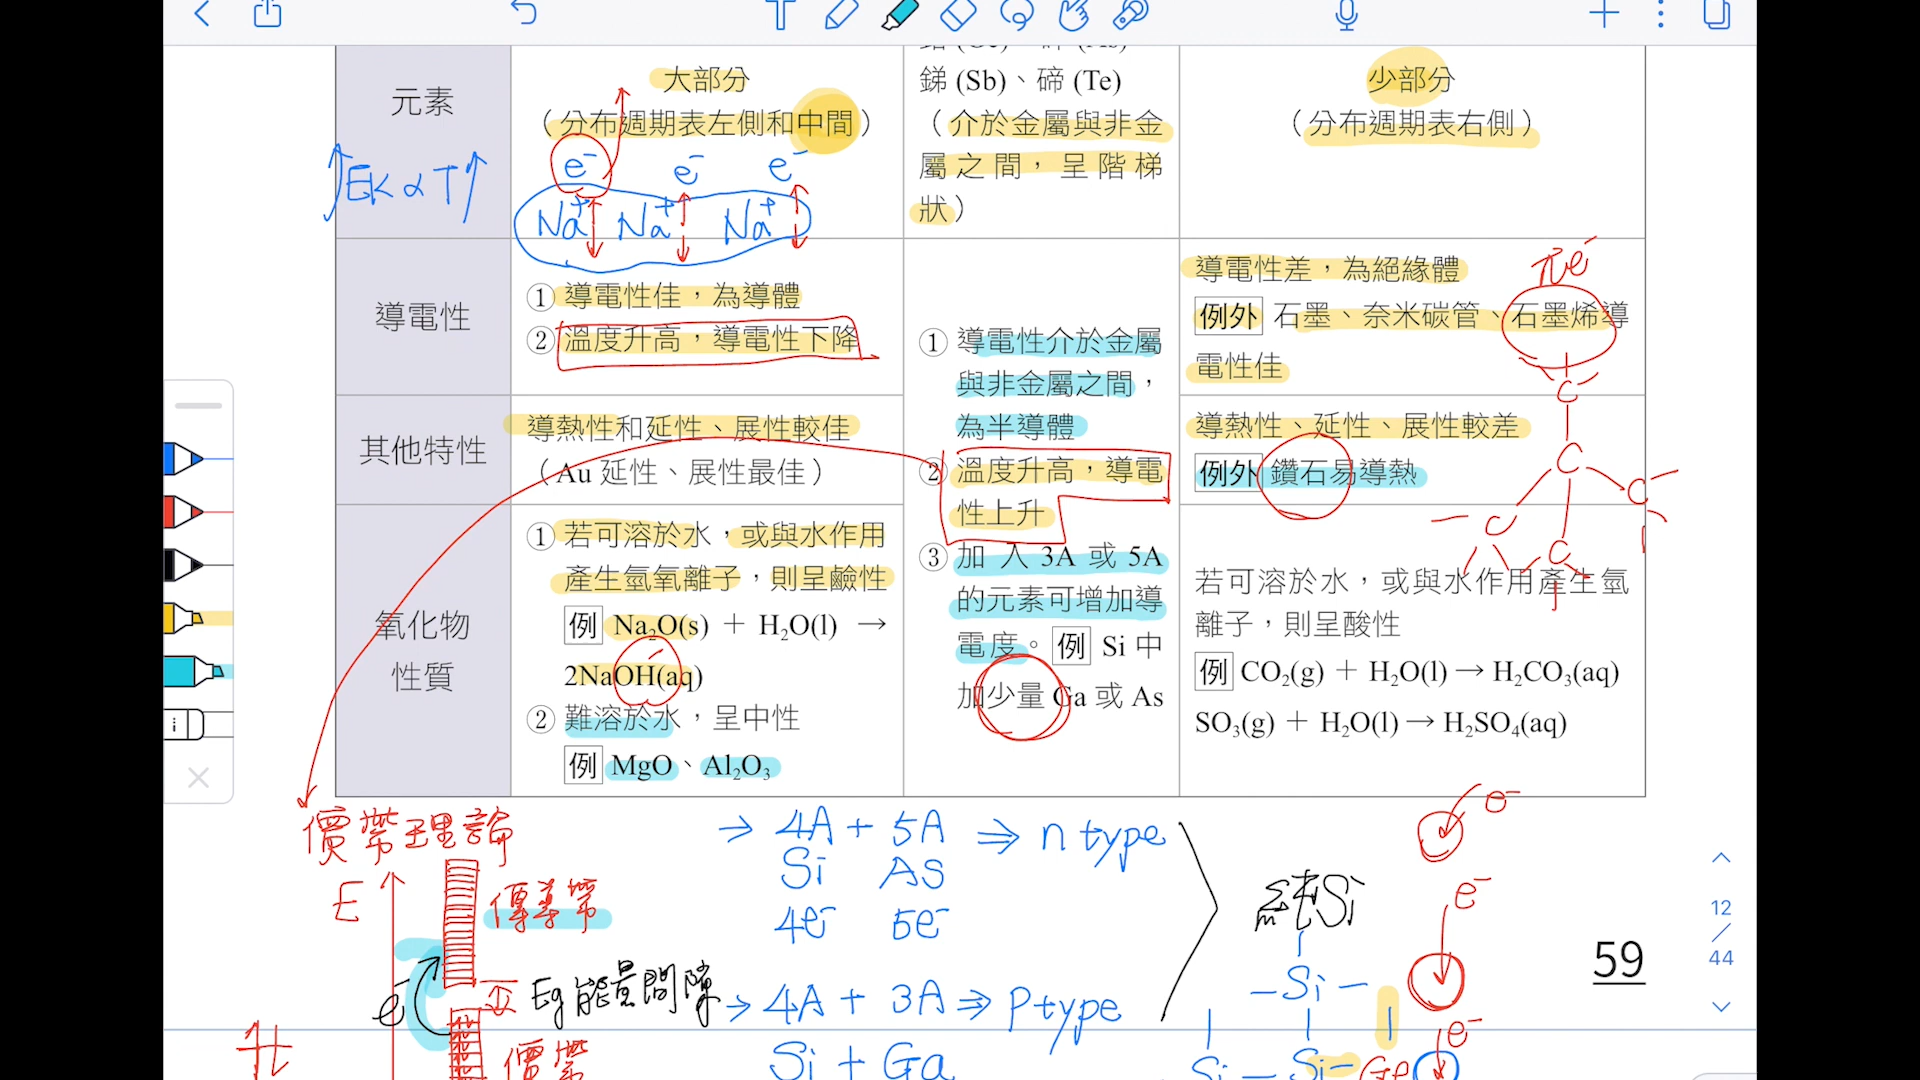 元素
大部分
（分布週期表左側和中間）
銻 (Sb)、碲 (Te)
（介於金屬與非金
屬之間，呈階梯
狀）
少部分
（分布週期表右側）
↑EK∝T↑
e⁻ e⁻ e⁻
Na⁺ Na⁺ Na⁺
導電性
① 導電性佳，為導體
② 溫度升高，導電性下降
① 導電性介於金屬
與非金屬之間，
為半導體
② 溫度升高，導電
性上升
③ 加入 3A 或 5A
的元素可增加導
電度。例 Si 中
加少量 Ga 或 As
導電性差，為絕緣體
例外 石墨、奈米碳管、石墨烯導
電性佳
πe⁻
其他特性
導熱性和延性、展性較佳
（Au 延性、展性最佳）
導熱性、延性、展性較差
例外 鑽石易導熱
C
C
C
C
C
氧化物
性質
① 若可溶於水，或與水作用
產生氫氧離子，則呈鹼性
例 Na₂O(s) + H₂O(l) →
2NaOH(aq)
② 難溶於水，呈中性
例 MgO、Al₂O₃
若可溶於水，或與水作用產生氫
離子，則呈酸性
例 CO₂(g) + H₂O(l) → H₂CO₃(aq)
SO₃(g) + H₂O(l) → H₂SO₄(aq)
價帶理論
E
傳導帶
e⁻
Eg 能量間隙
價帶
→ 4A + 5A ⇒ n type
Si As
4e⁻ 5e⁻
→ 4A + 3A ⇒ p type
Si + Ga
純Si
Si
Si Si Ge
e⁻
e⁻
e⁻
59
12
/
44